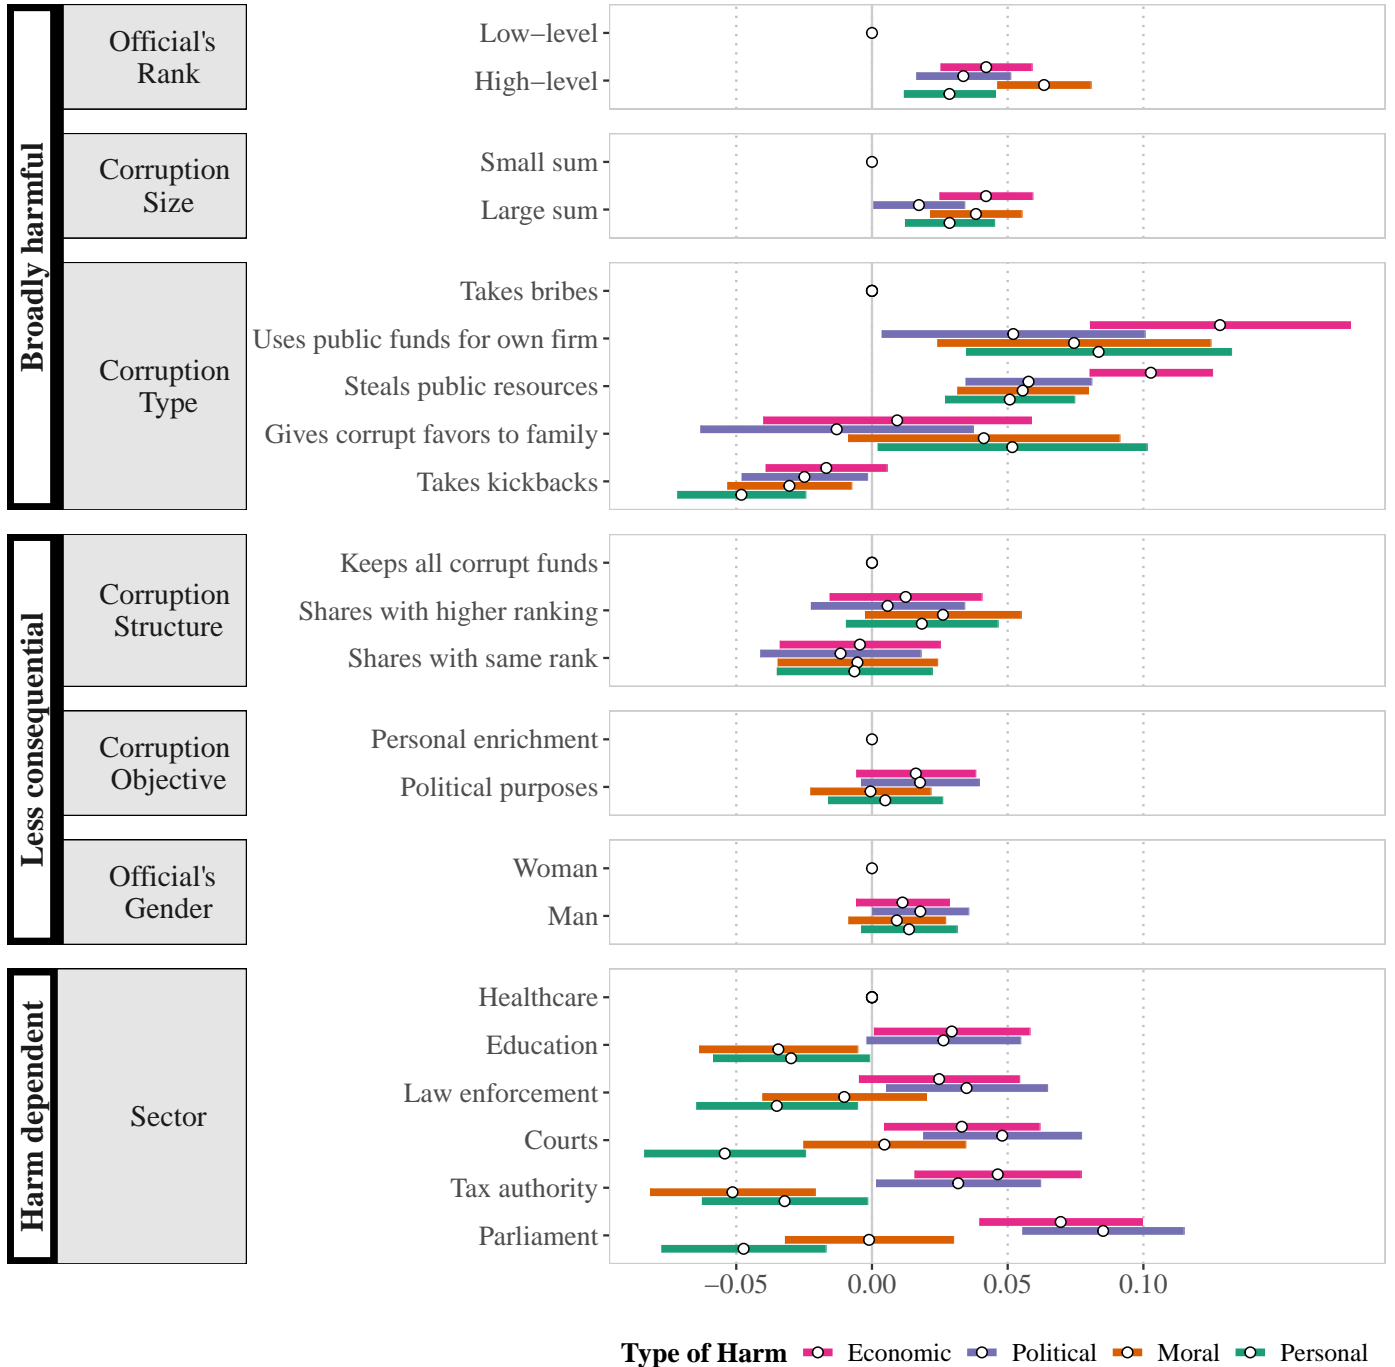 Broadly harmful
Official's
Rank
Low−level
High−level
Corruption
Size
Small sum
Large sum
Corruption
Type
Takes bribes
Uses public funds for own firm
Steals public resources
Gives corrupt favors to family
Takes kickbacks
Less consequential
Corruption
Structure
Keeps all corrupt funds
Shares with higher ranking
Shares with same rank
Corruption
Objective
Personal enrichment
Political purposes
Official's
Gender
Woman
Man
Harm dependent
Sector
Healthcare
Education
Law enforcement
Courts
Tax authority
Parliament
−0.05 0.00 0.05 0.10
Type of Harm Economic Political Moral Personal